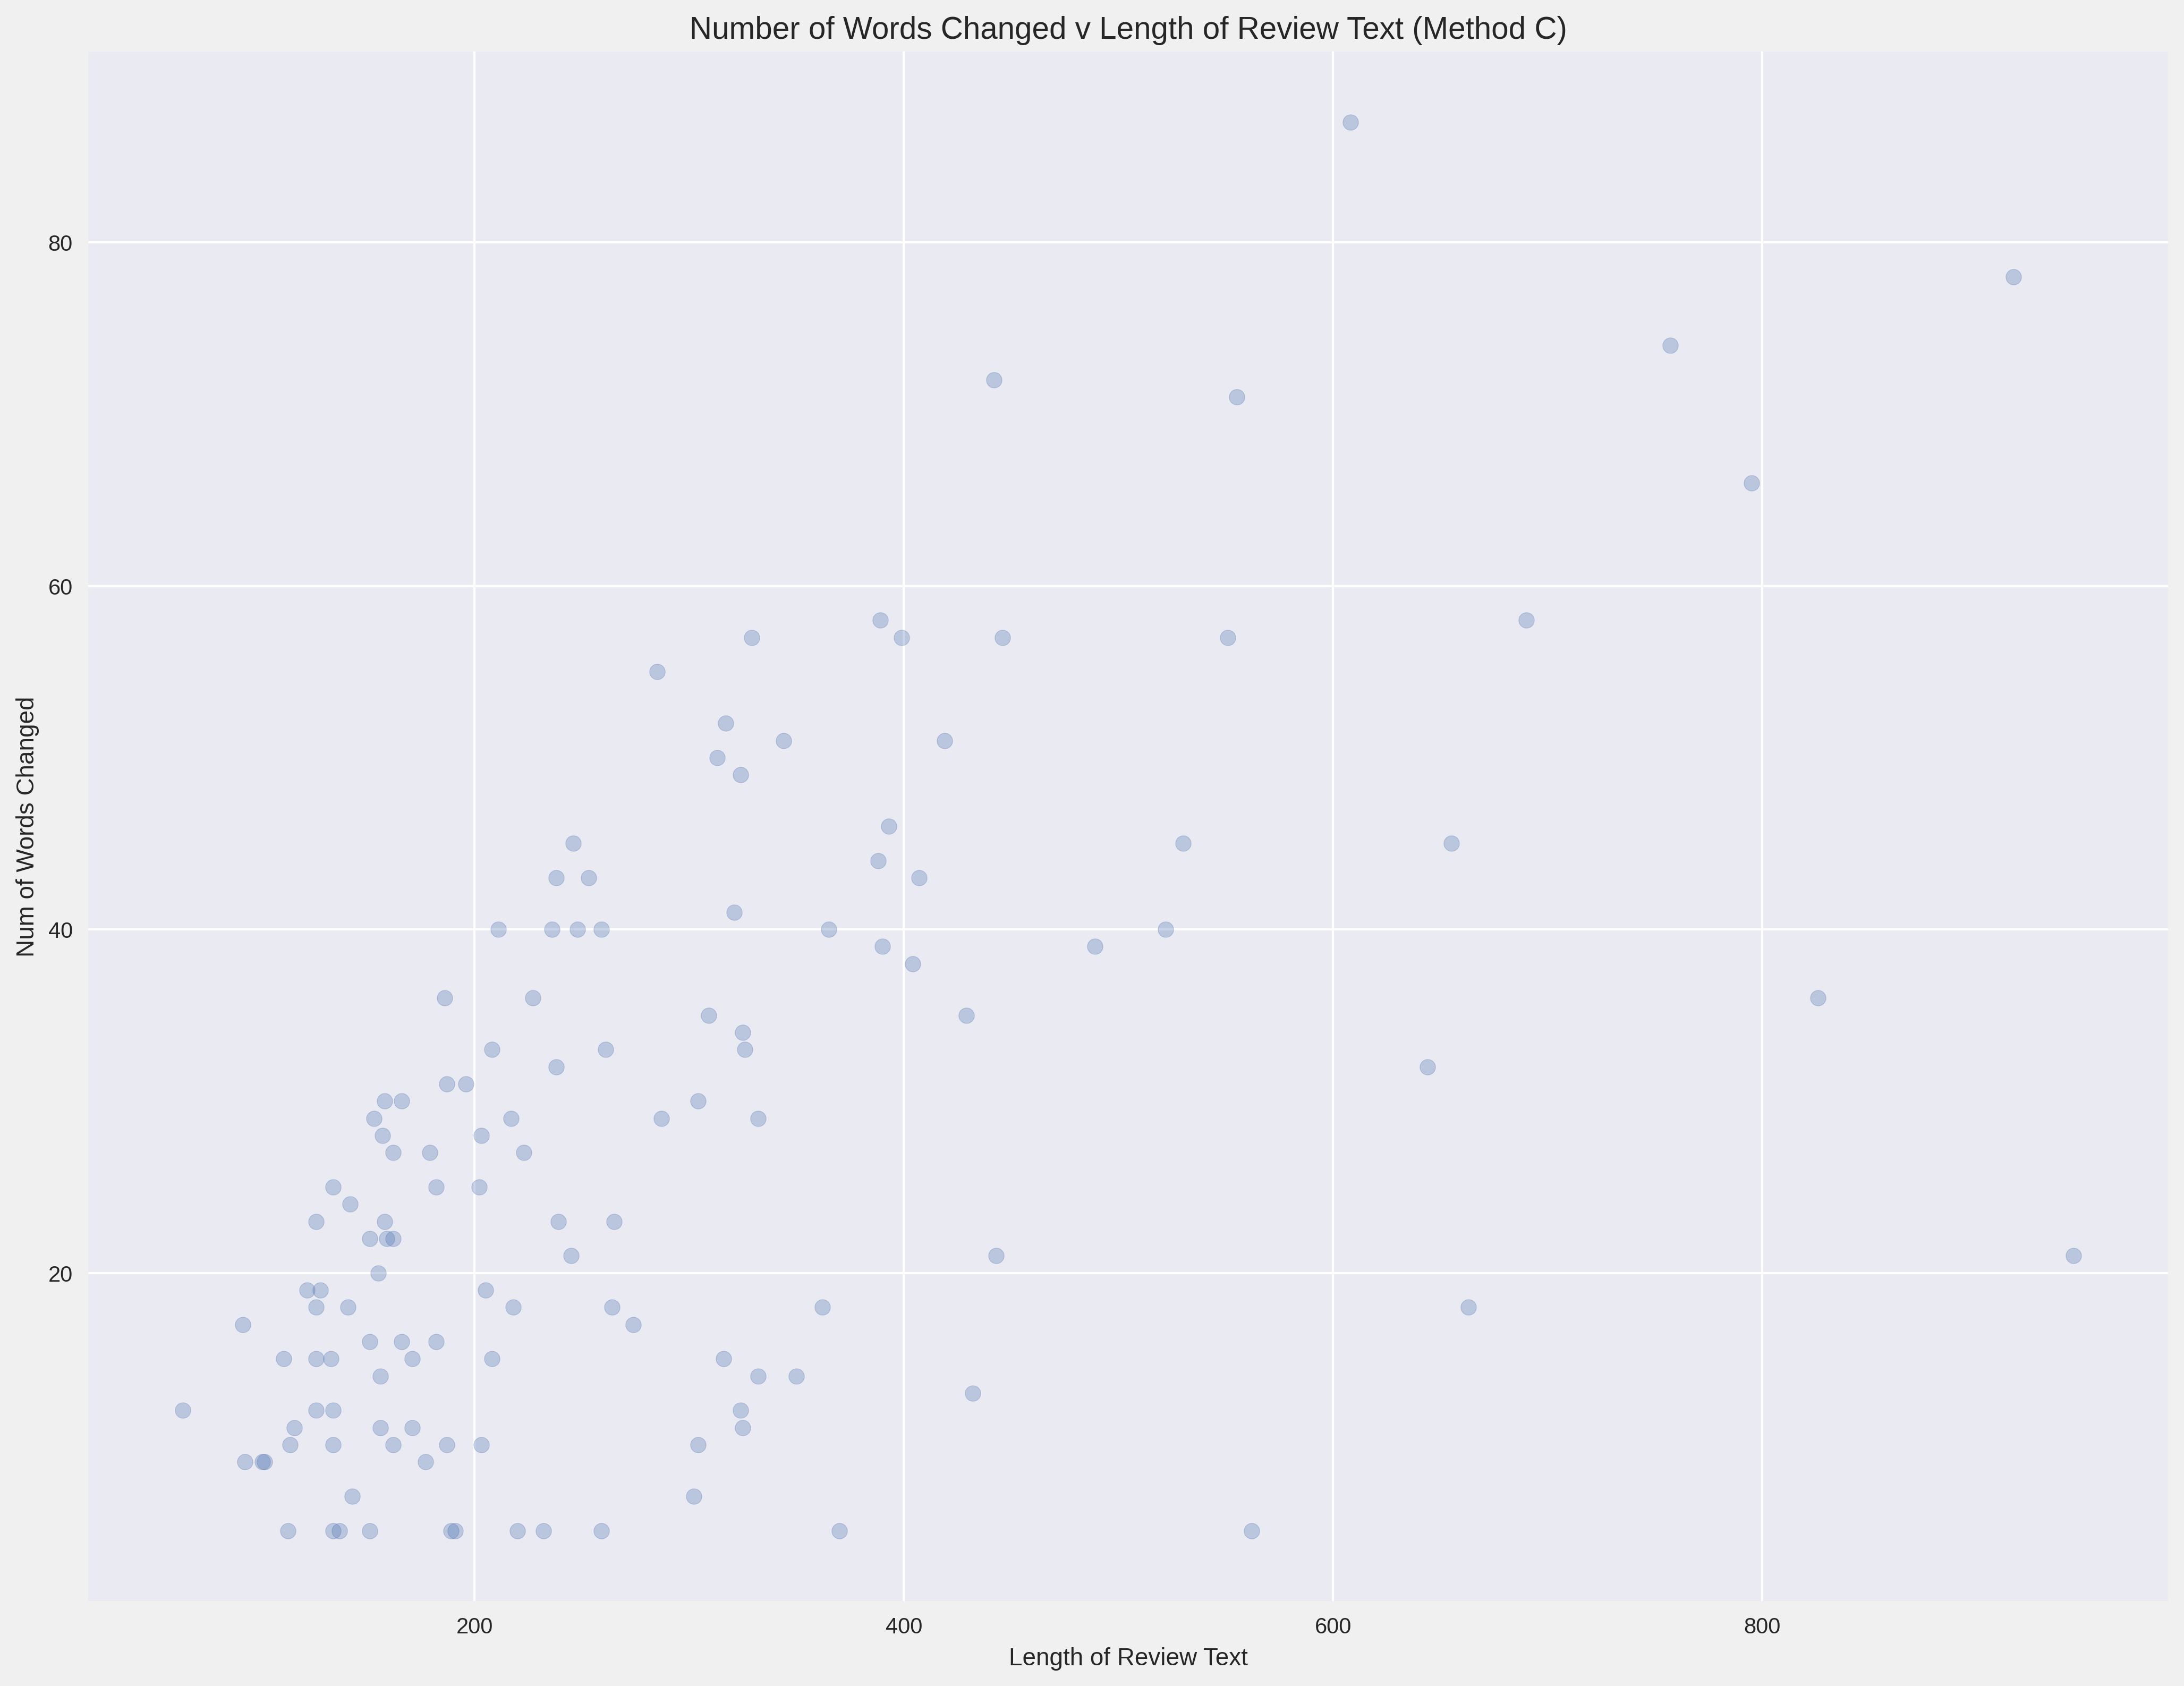 Number of Words Changed v Length of Review Text (Method C)
80
60
40
20
Num of Words Changed
200 400 600 800
Length of Review Text